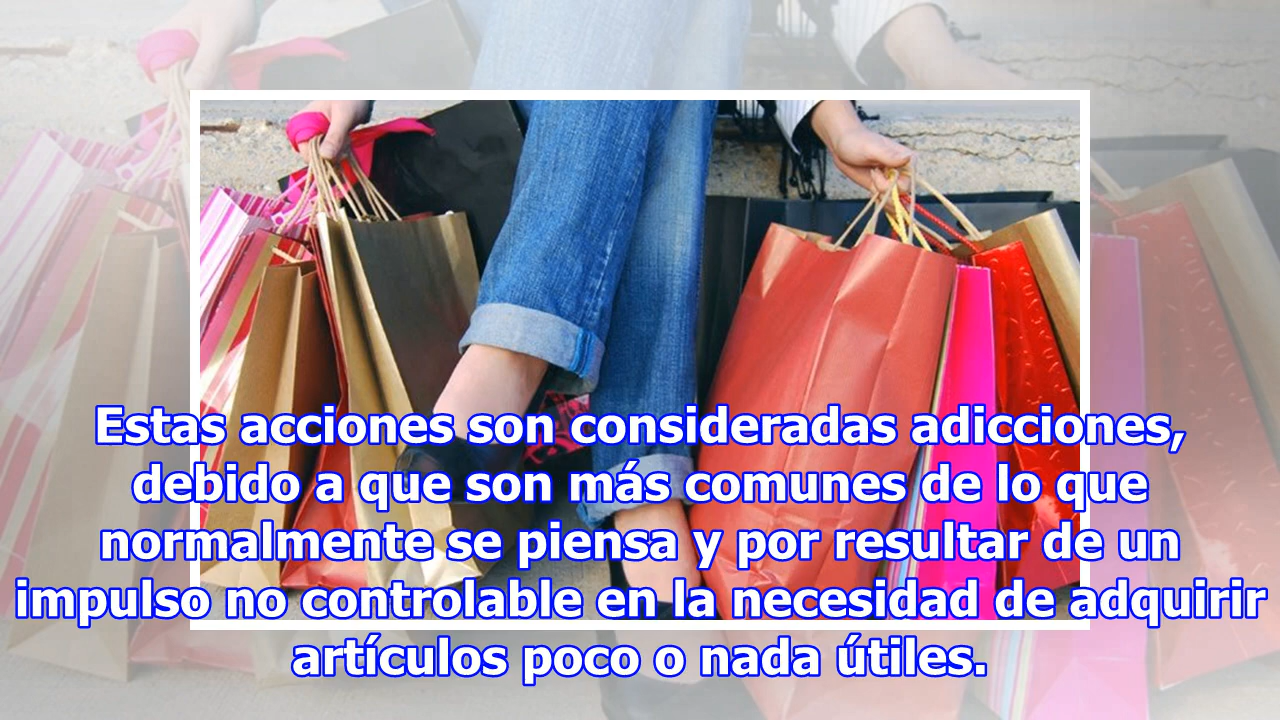 Estas acciones son consideradas adicciones,
debido a que son más comunes de lo que
normalmente se piensa y por resultar de un
impulso no controlable en la necesidad de adquirir
artículos poco o nada útiles.